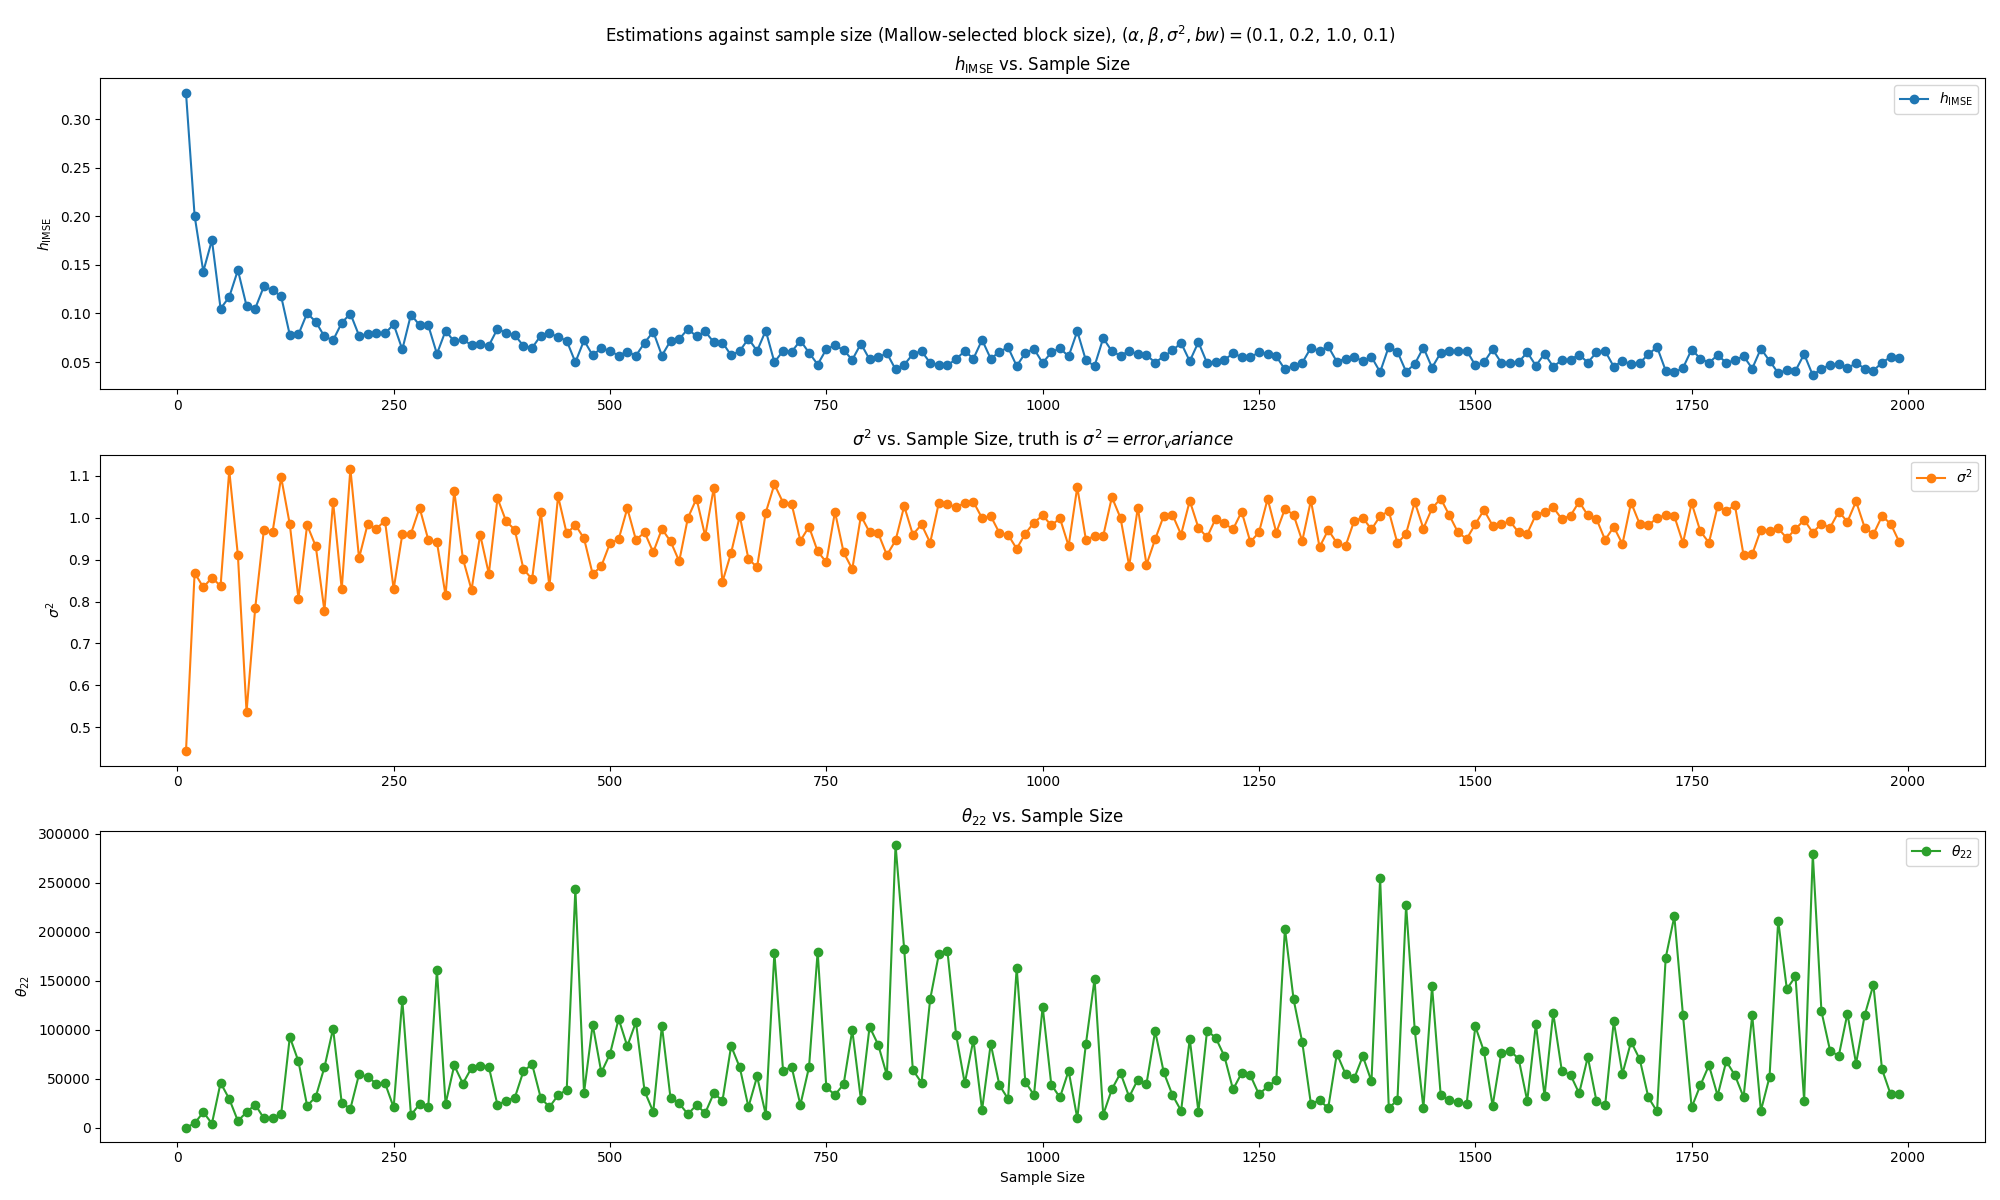 Estimations against sample size (Mallow-selected block size), (α, β, σ², bw) = (0.1, 0.2, 1.0, 0.1)
h_IMSE vs. Sample Size
h_IMSE
0.30
0.25
0.20
0.15
0.10
0.05
h_IMSE
0 250 500 750 1000 1250 1500 1750 2000
σ² vs. Sample Size, truth is σ² = error_variance
σ²
1.1
1.0
0.9
0.8
0.7
0.6
0.5
σ²
0 250 500 750 1000 1250 1500 1750 2000
θ₂₂ vs. Sample Size
θ₂₂
300000
250000
200000
150000
100000
50000
0
θ₂₂
0 250 500 750 1000 1250 1500 1750 2000
Sample Size